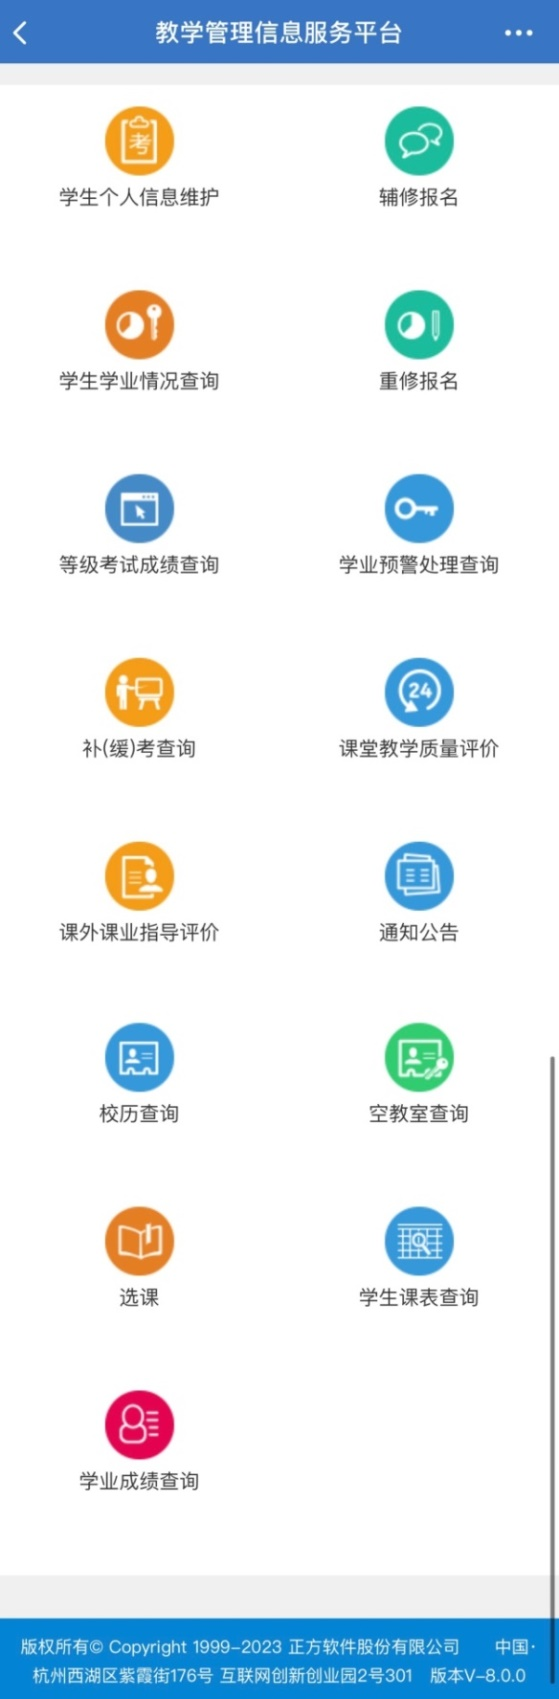 教学管理信息服务平台
考
学生个人信息维护
辅修报名
学生学业情况查询
重修报名
等级考试成绩查询
学业预警处理查询
24
补(缓)考查询
课堂教学质量评价
课外课业指导评价
通知公告
校历查询
空教室查询
选课
学生课表查询
学业成绩查询
版权所有© Copyright 1999-2023 正方软件股份有限公司 中国·
杭州西湖区紫霞街176号 互联网创新创业园2号301 版本V-8.0.0